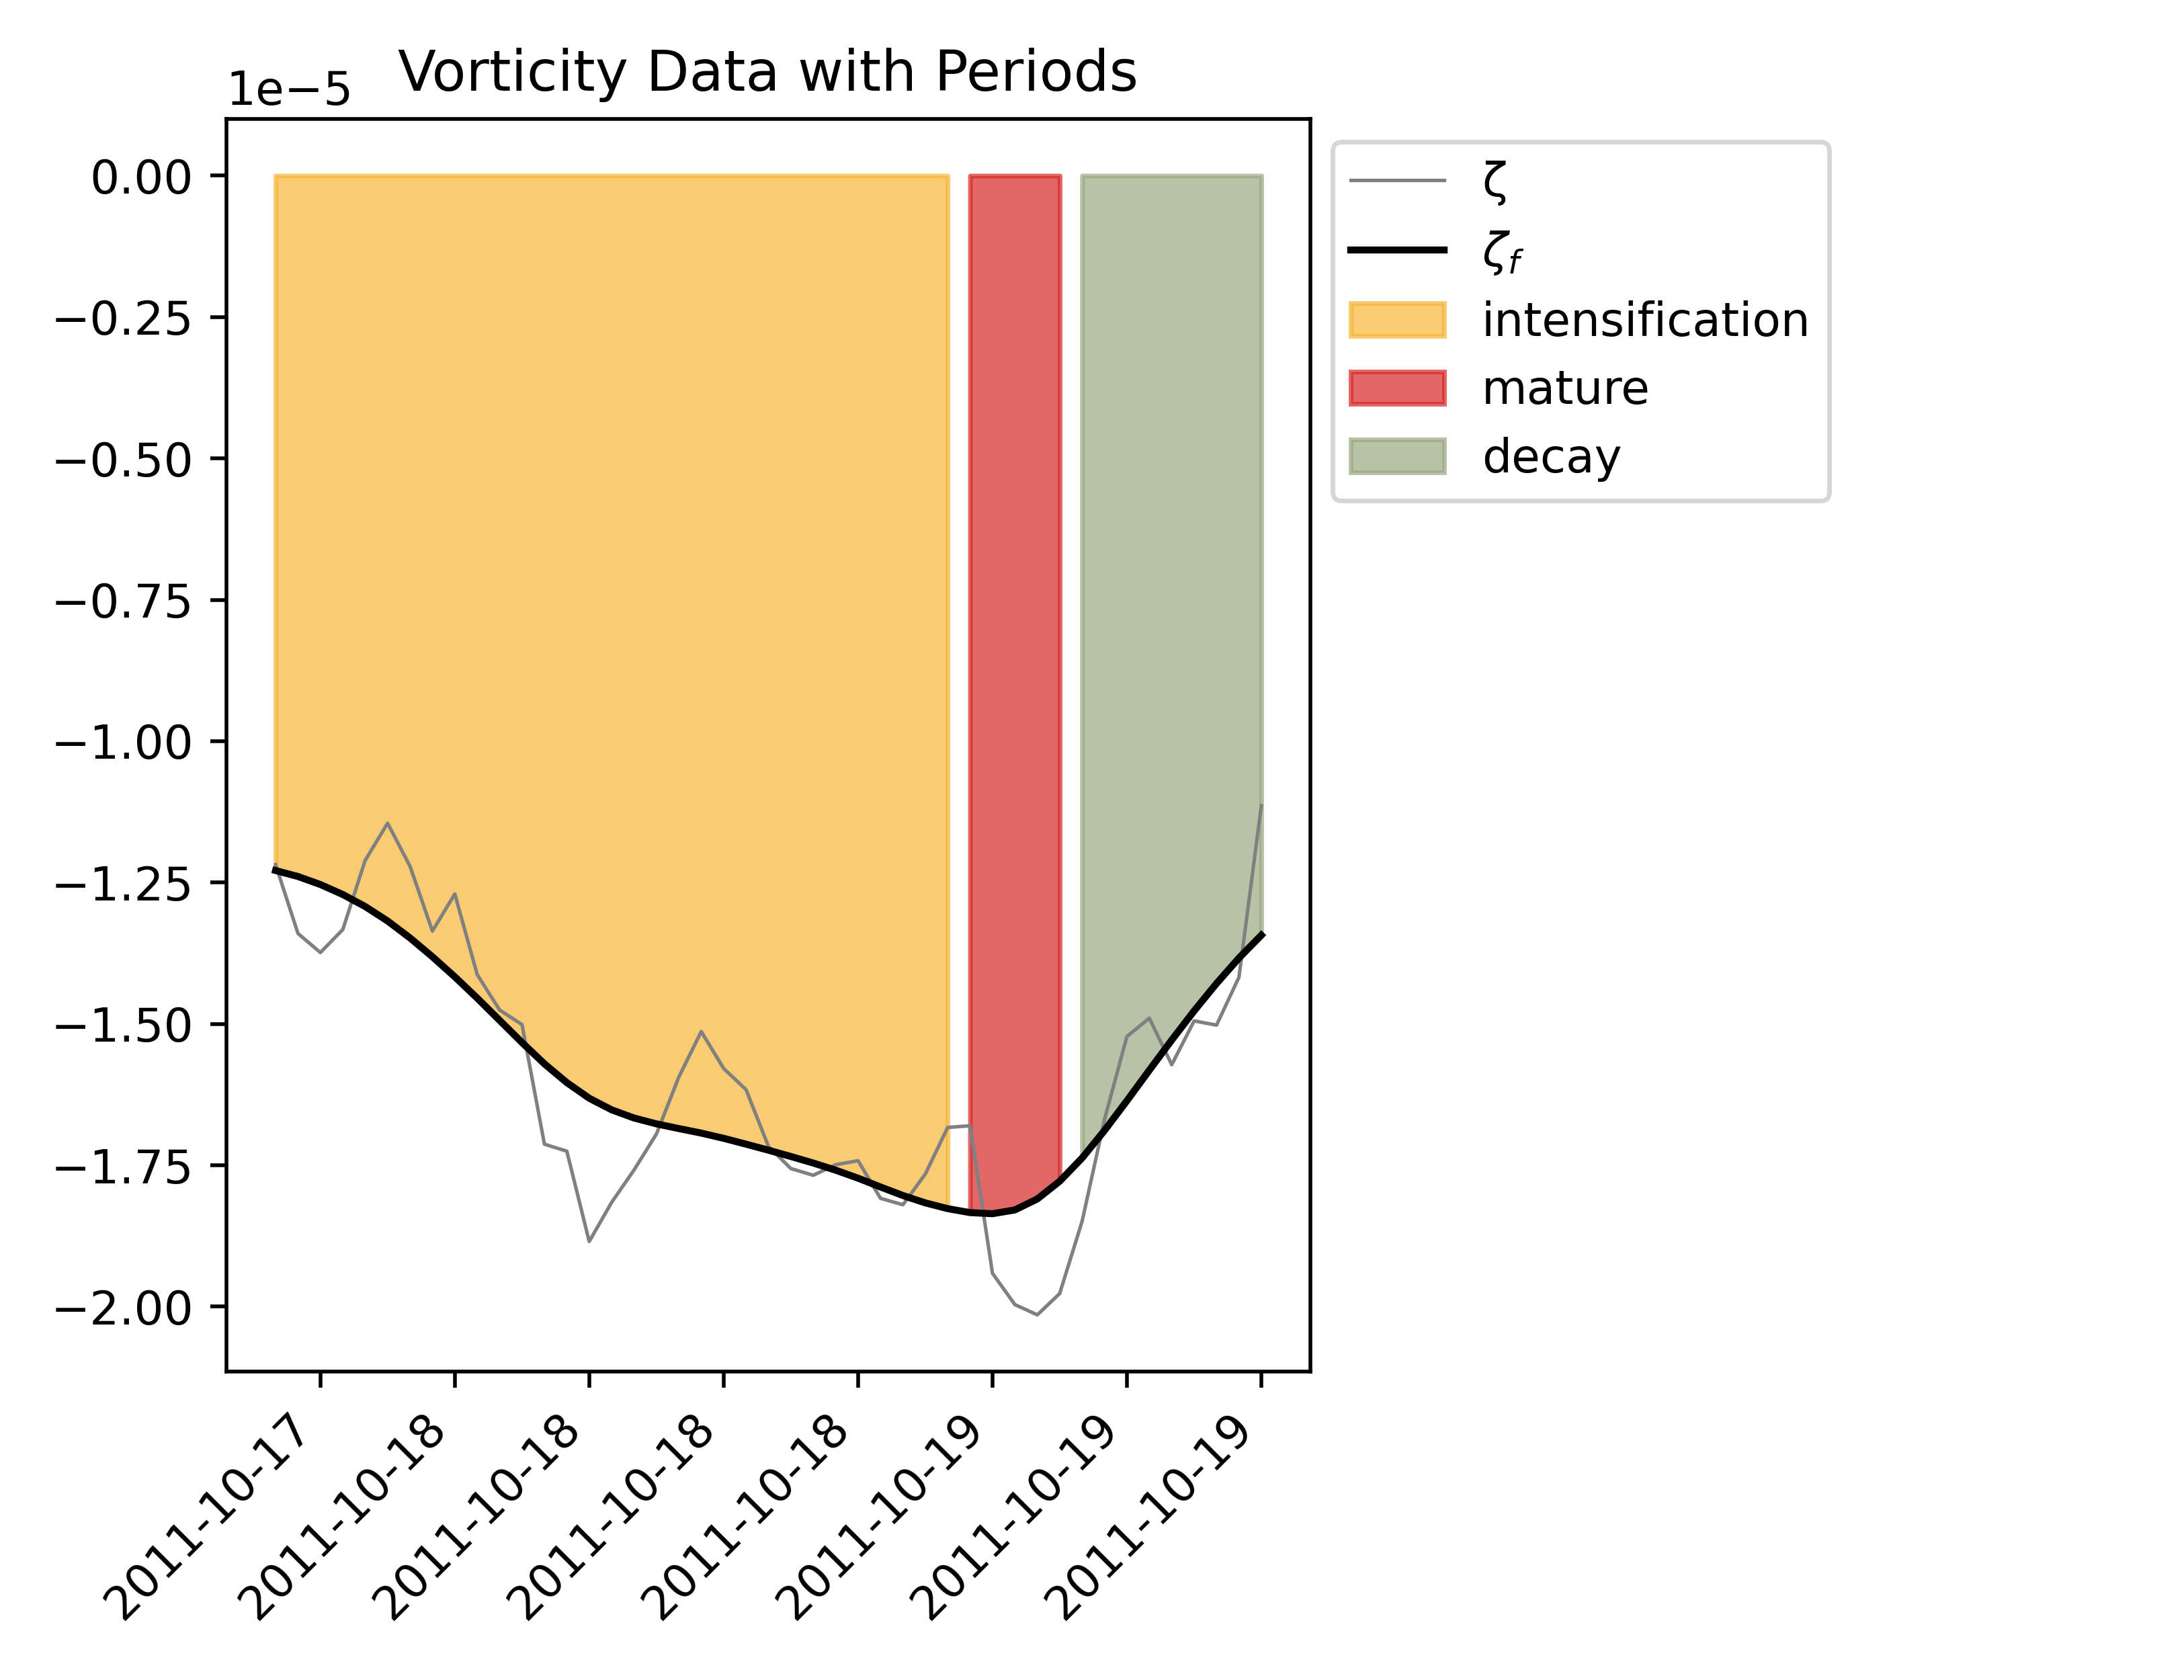 Vorticity Data with Periods
1e−5
0.00
−0.25
−0.50
−0.75
−1.00
−1.25
−1.50
−1.75
−2.00
2011-10-17
2011-10-18
2011-10-18
2011-10-18
2011-10-18
2011-10-19
2011-10-19
2011-10-19
ζ
ζf
intensification
mature
decay